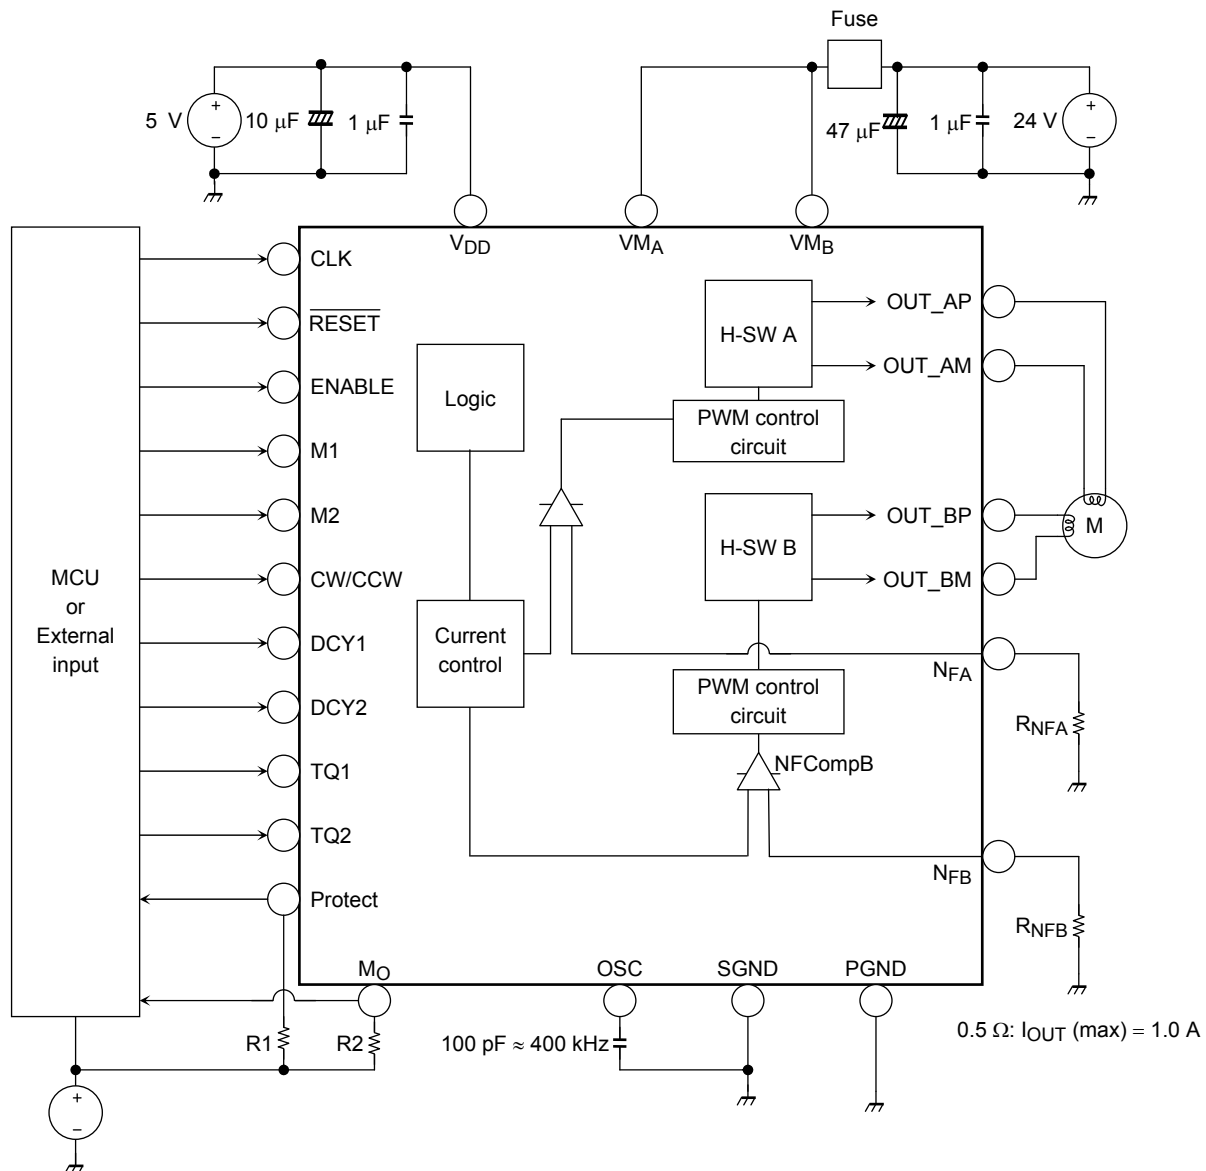 Fuse
5 V
10 µF
1 µF
47 µF
1 µF
24 V
VDD
VMA
VMB
CLK
RESET
ENABLE
M1
M2
CW/CCW
DCY1
DCY2
TQ1
TQ2
Protect
MCU
or
External
input
Logic
Current
control
H-SW A
PWM control
circuit
H-SW B
PWM control
circuit
NFCompB
OUT_AP
OUT_AM
OUT_BP
OUT_BM
M
NFA
RNFA
NFB
RNFB
MO
OSC
SGND
PGND
R1
R2
100 pF ≈ 400 kHz
0.5 Ω: IOUT (max) = 1.0 A